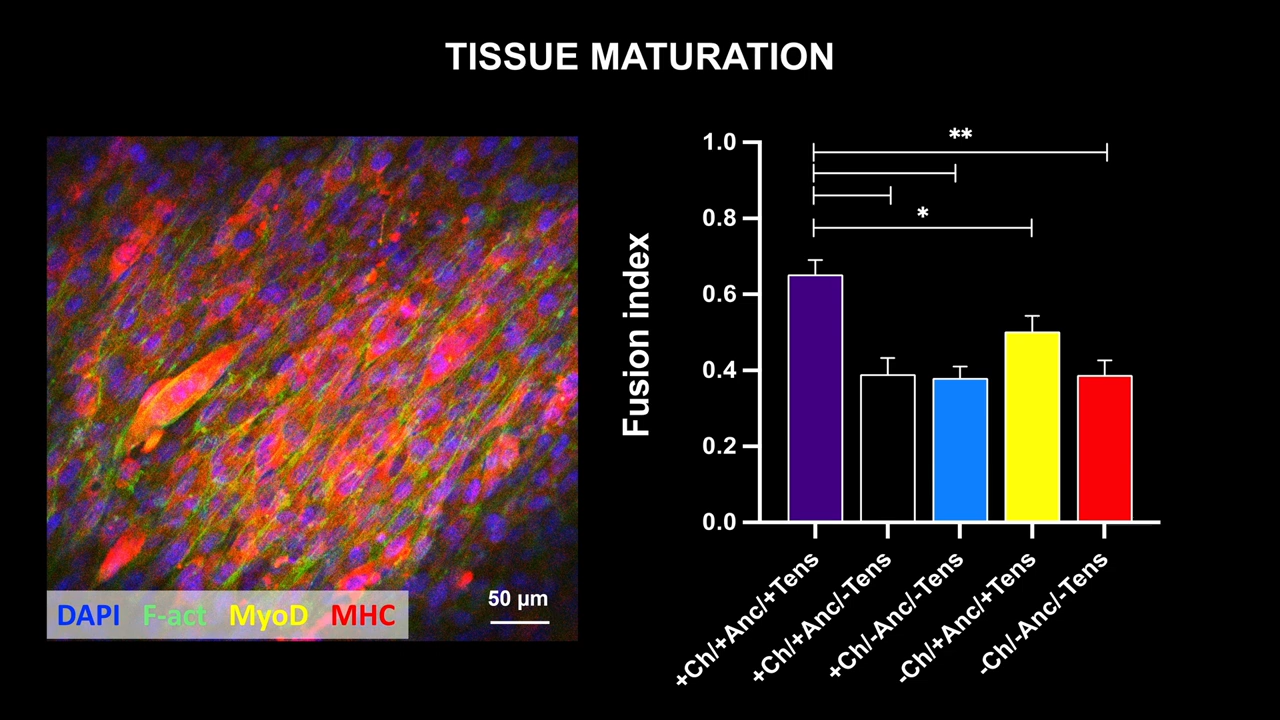 TISSUE MATURATION
DAPI F-act MyoD MHC
50 µm
Fusion index
1.0
0.8
0.6
0.4
0.2
0.0
**
*
+Ch/+Anc/+Tens
+Ch/+Anc/-Tens
+Ch/-Anc/-Tens
-Ch/+Anc/+Tens
-Ch/-Anc/-Tens